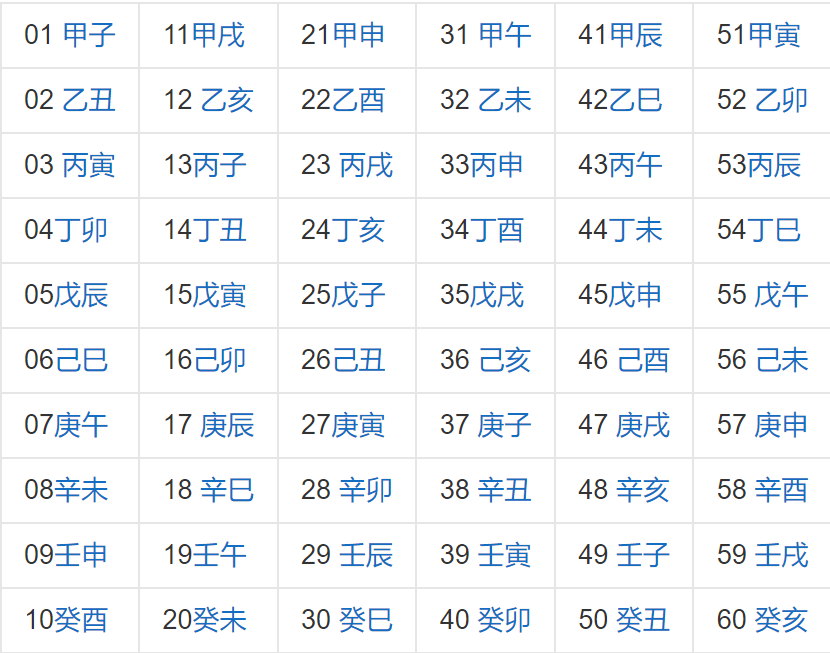 01 甲子 11甲戌 21甲申 31 甲午 41甲辰 51甲寅
02 乙丑 12 乙亥 22乙酉 32 乙未 42乙巳 52 乙卯
03 丙寅 13丙子 23 丙戌 33丙申 43丙午 53丙辰
04丁卯 14丁丑 24丁亥 34丁酉 44丁未 54丁巳
05戊辰 15戊寅 25戊子 35戊戌 45戊申 55 戊午
06己巳 16己卯 26己丑 36 己亥 46 己酉 56 己未
07庚午 17 庚辰 27庚寅 37 庚子 47 庚戌 57 庚申
08辛未 18 辛巳 28 辛卯 38 辛丑 48 辛亥 58 辛酉
09壬申 19壬午 29 壬辰 39 壬寅 49 壬子 59 壬戌
10癸酉 20癸未 30 癸巳 40 癸卯 50 癸丑 60 癸亥